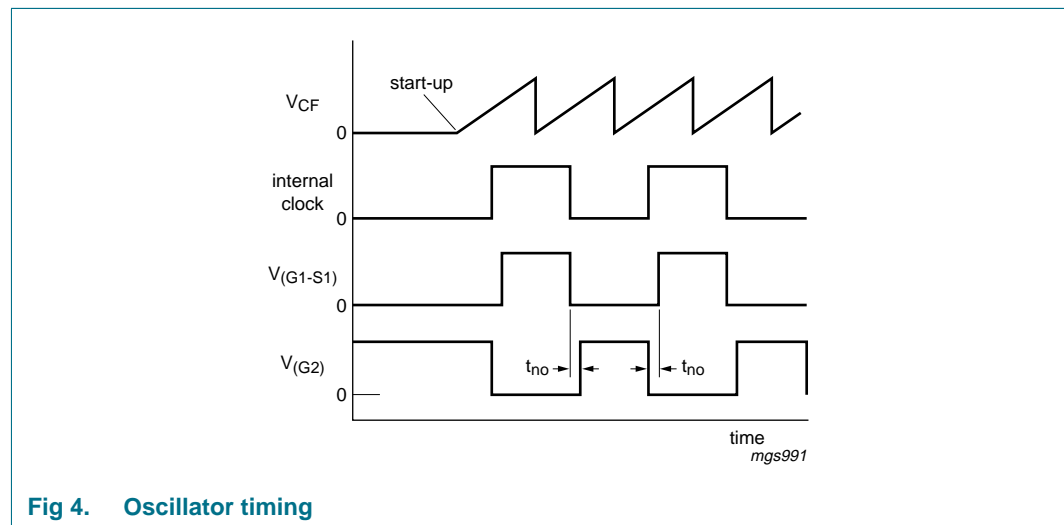 start-up
VCF
0
internal
clock
0
V(G1-S1)
0
V(G2)
tno
tno
0
time
mgs991
Fig 4. Oscillator timing